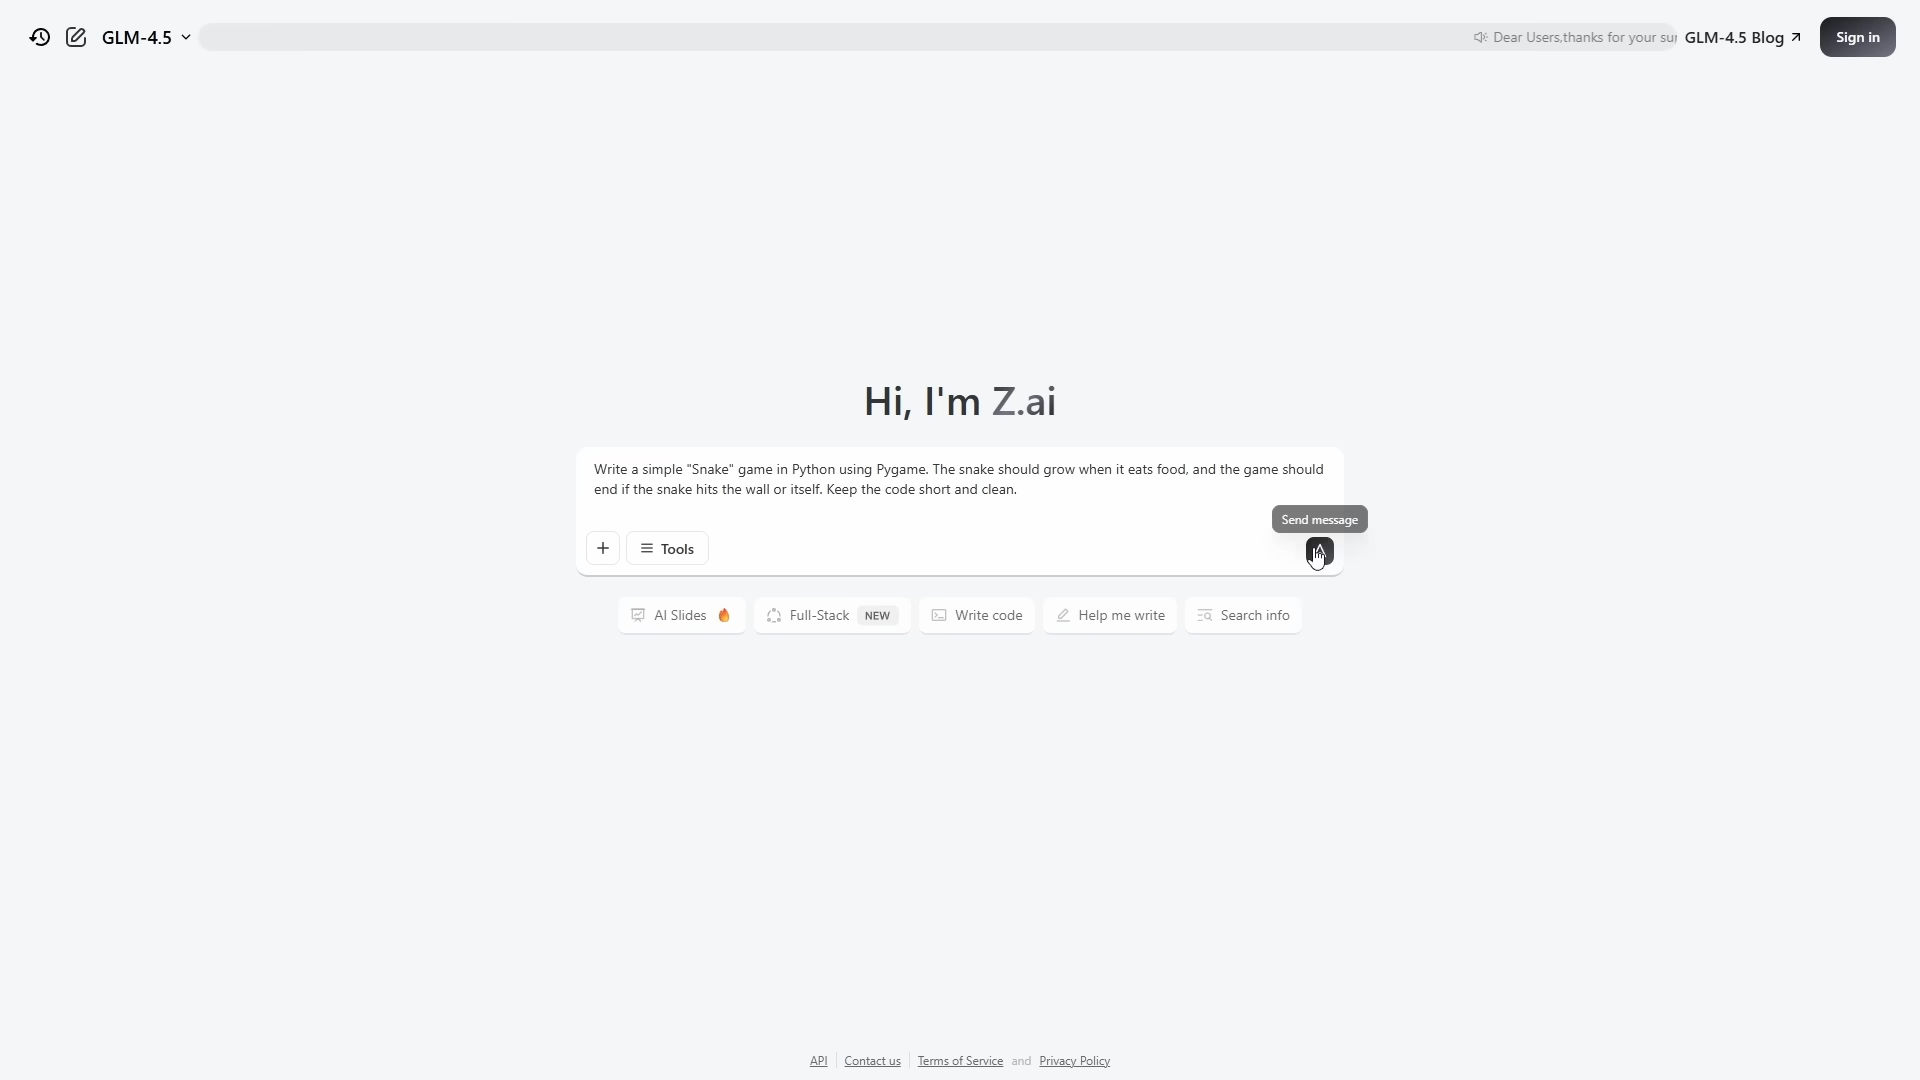 GLM-4.5
Dear Users,thanks for your
GLM-4.5 Blog
Sign in
Hi, I'm Z.ai
Write a simple "Snake" game in Python using Pygame. The snake should grow when it eats food, and the game should
end if the snake hits the wall or itself. Keep the code short and clean.
Send message
Tools
AI Slides
Full-Stack NEW
Write code
Help me write
Search info
API
Contact us
Terms of Service and Privacy Policy